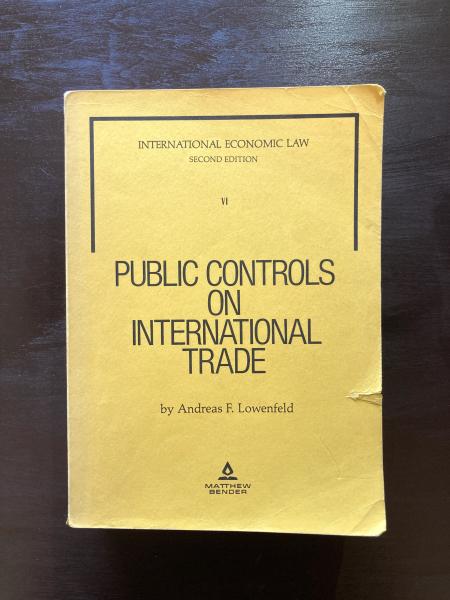 INTERNATIONAL ECONOMIC LAW
SECOND EDITION
VI
PUBLIC CONTROLS
ON
INTERNATIONAL
TRADE
by Andreas F. Lowenfeld
MATTHEW
BENDER